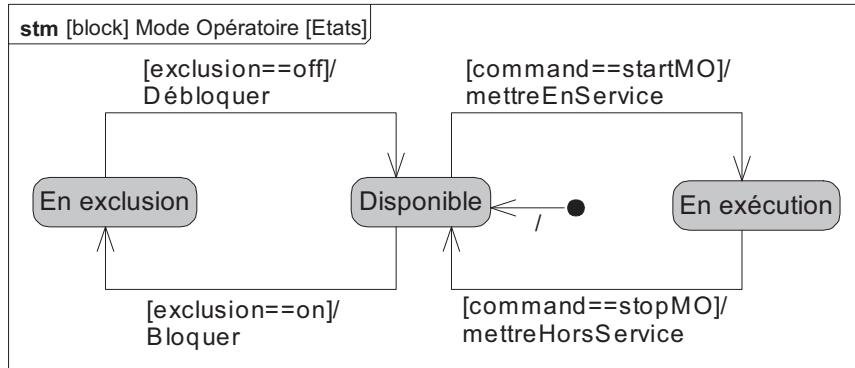 stm [block] Mode Opératoire [Etats]
[exclusion==off]/
Débloquer
[command==startMO]/
mettreEnService
En exclusion
Disponible
/
En exécution
[exclusion==on]/
Bloquer
[command==stopMO]/
mettreHorsService